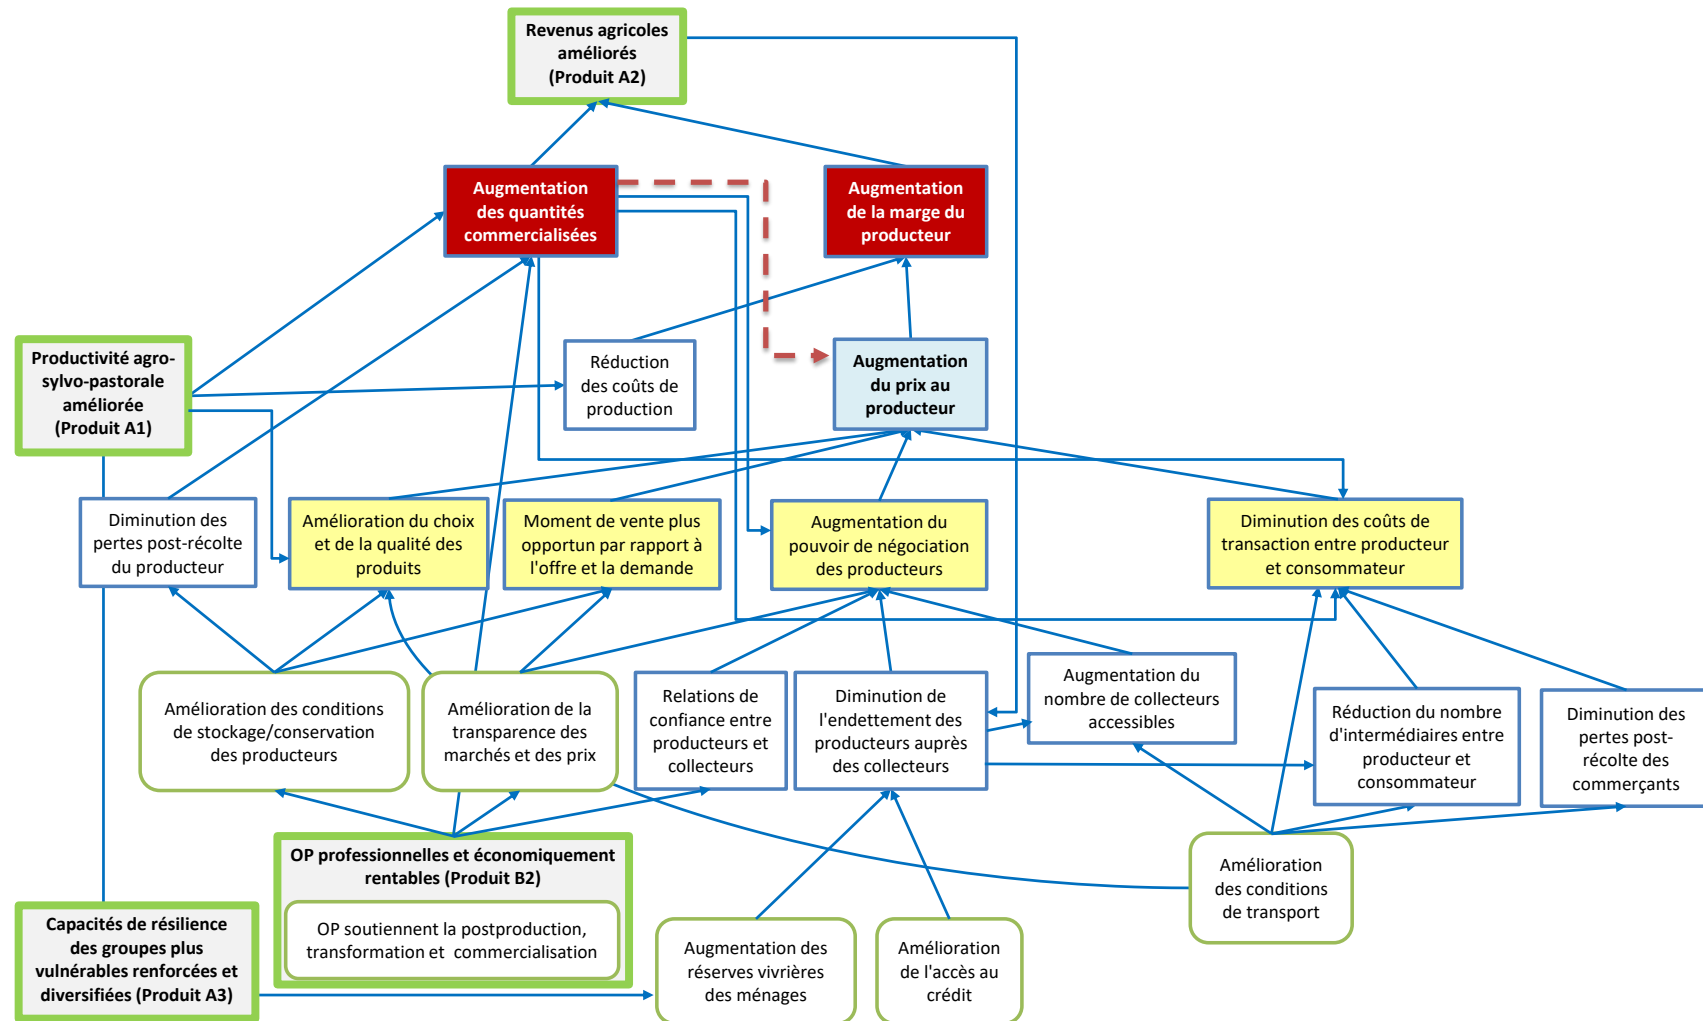 Revenus agricoles
améliorés
(Produit A2)
Augmentation
des quantités
commercialisées
Augmentation
de la marge du
producteur
Productivité agro-
sylvo-pastorale
améliorée
(Produit A1)
Réduction
des coûts de
production
Augmentation
du prix au
producteur
Diminution des
pertes post-récolte
du producteur
Amélioration du choix
et de la qualité des
produits
Moment de vente plus
opportun par rapport à
l'offre et la demande
Augmentation du
pouvoir de négociation
des producteurs
Diminution des coûts de
transaction entre producteur
et consommateur
Amélioration des conditions
de stockage/conservation
des producteurs
Amélioration de la
transparence des
marchés et des prix
Relations de
confiance entre
producteurs et
collecteurs
Diminution de
l'endettement des
producteurs auprès
des collecteurs
Augmentation du
nombre de collecteurs
accessibles
Réduction du nombre
d'intermédiaires entre
producteur et
consommateur
Diminution des
pertes post-
récolte des
commerçants
OP professionnelles et économiquement
rentables (Produit B2)
OP soutiennent la postproduction,
transformation et  commercialisation
Amélioration
des conditions
de transport
Capacités de résilience
des groupes plus
vulnérables renforcées et
diversifiées (Produit A3)
Augmentation des
réserves vivrières
des ménages
Amélioration
de l'accès au
crédit